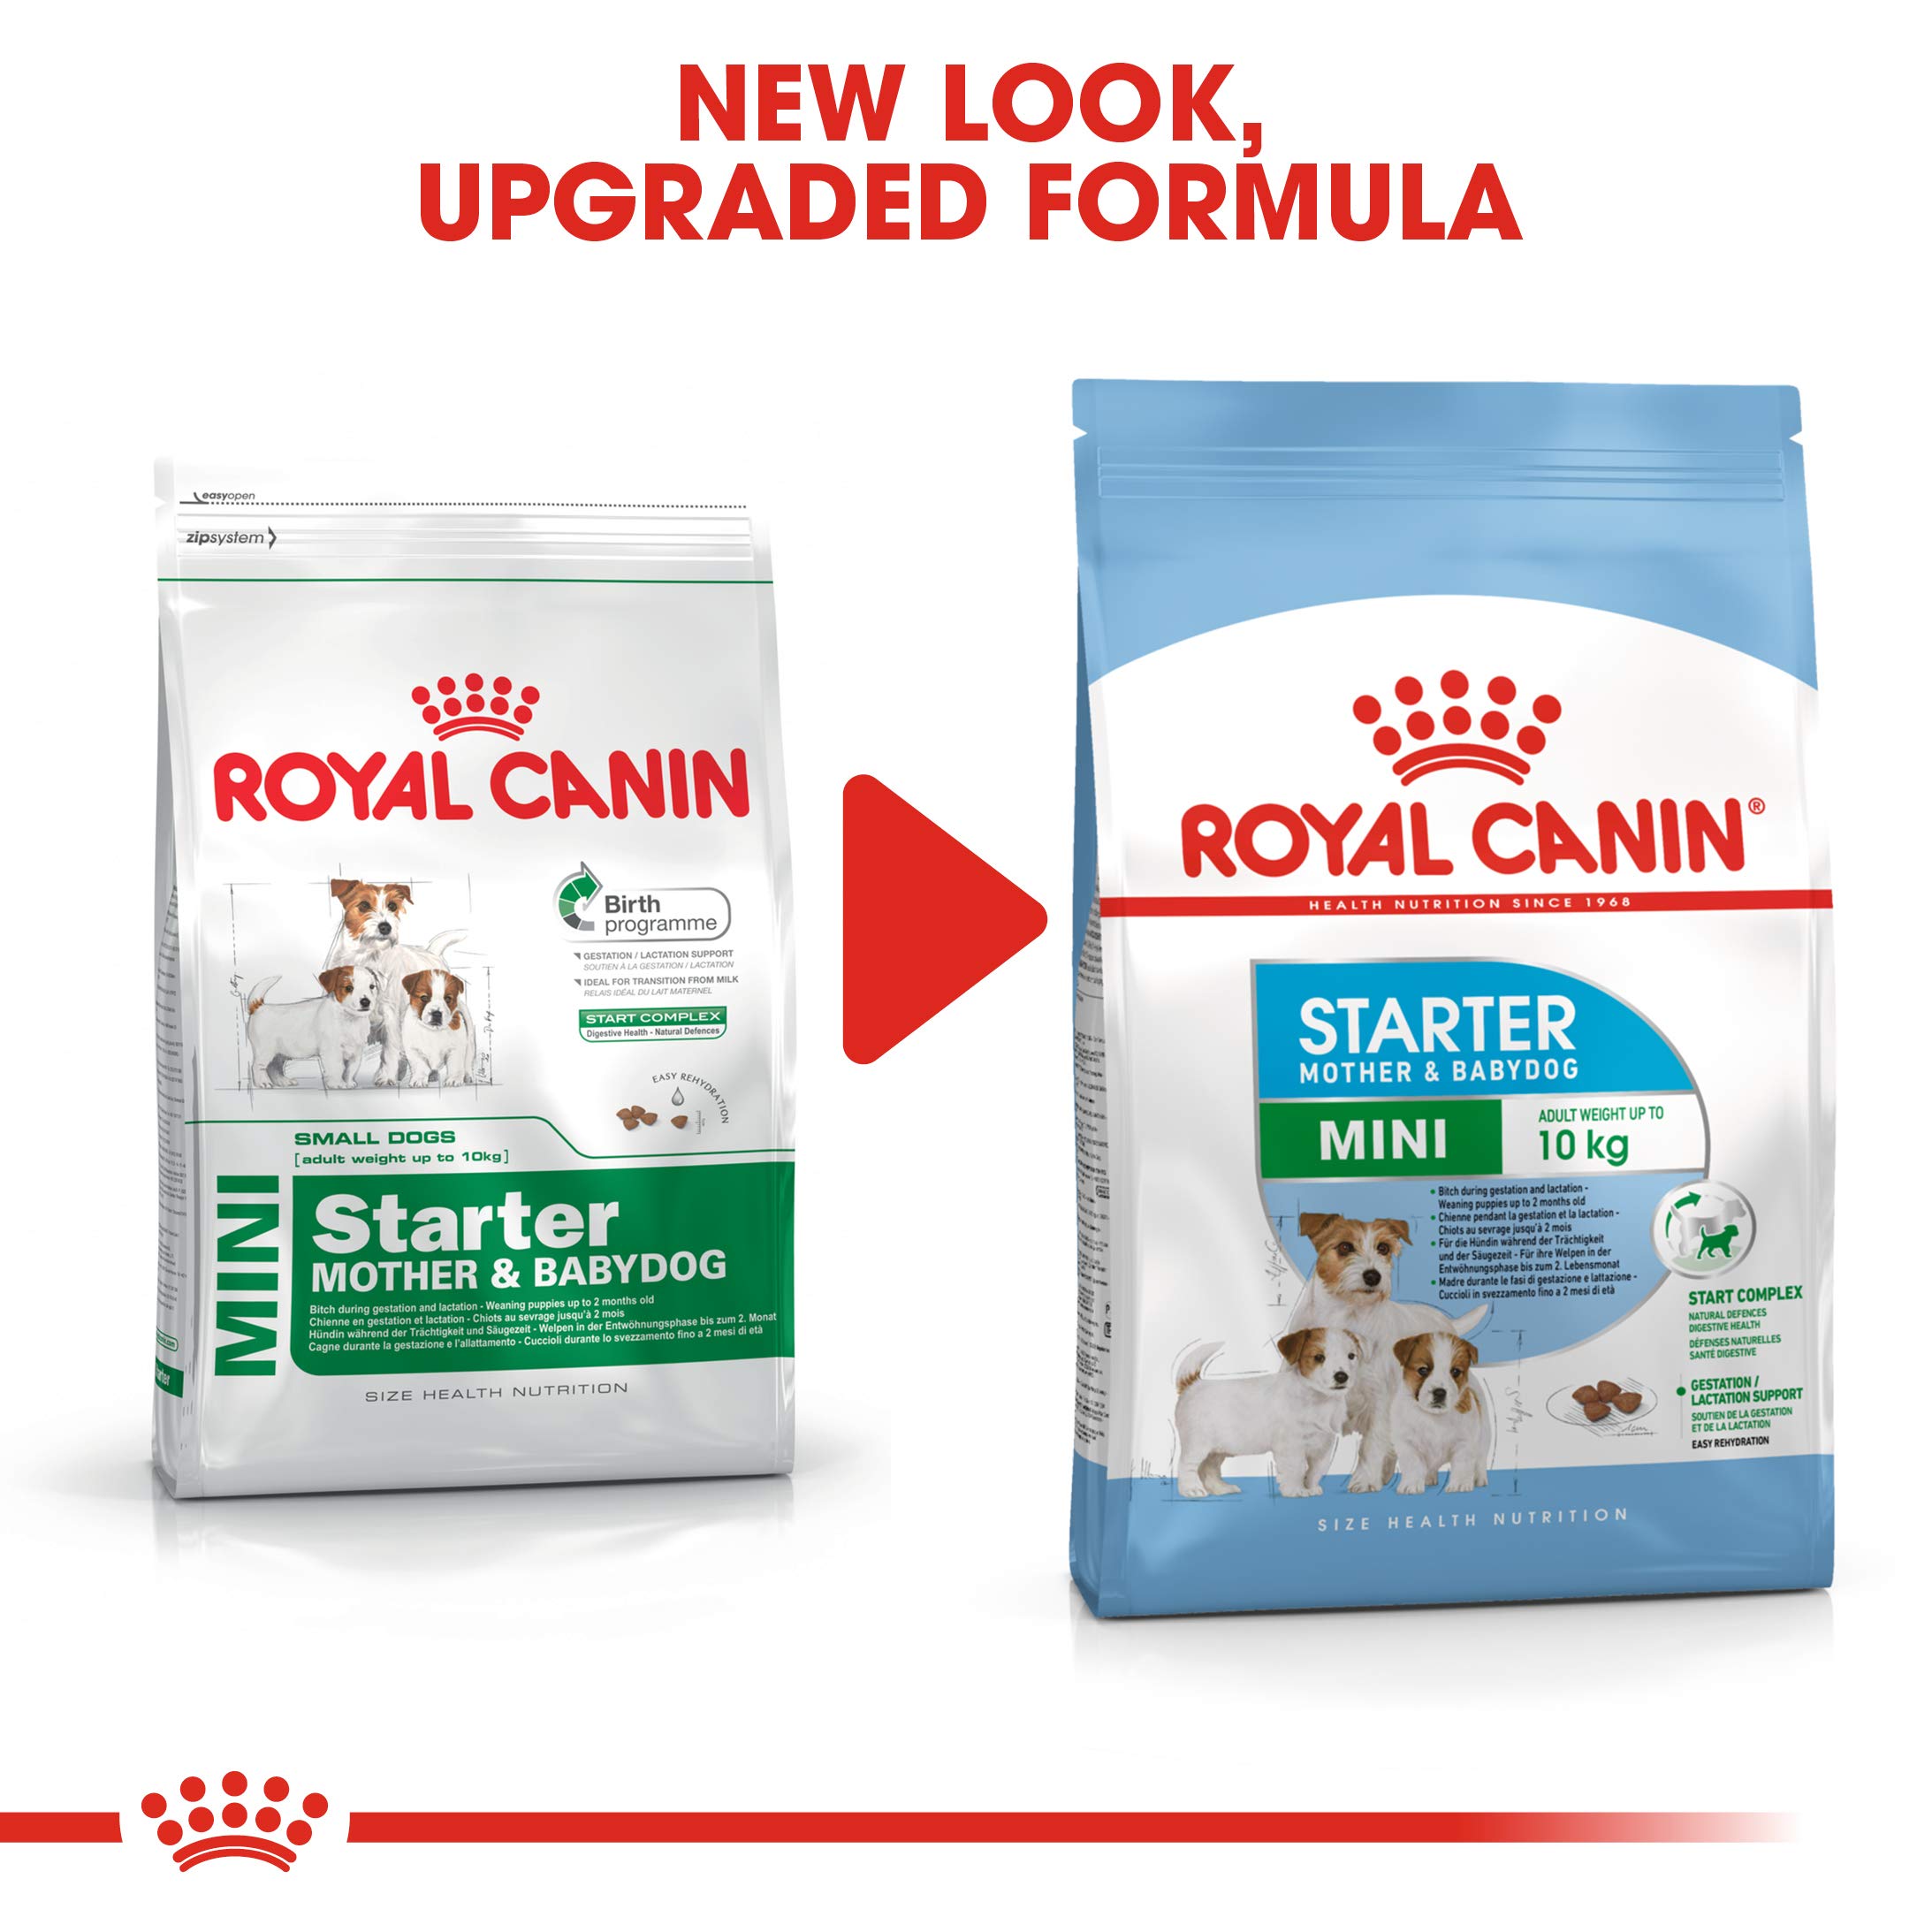 NEW LOOK,
UPGRADED FORMULA
easyopen
zipsystem
ROYAL CANIN
Birth
programme
GESTATION / LACTATION SUPPORT
SOUTIEN À LA GESTATION / LACTATION
IDEAL FOR TRANSITION FROM MILK
RELAIS IDÉAL DU LAIT MATERNEL
START COMPLEX
Digestive Health - Natural Defences
EASY REHYDRATION
SMALL DOGS
[adult weight up to 10kg]
MINI
Starter
MOTHER & BABYDOG
Bitch during gestation and lactation - Weaning puppies up to 2 months old
Chienne en gestation et lactation - Chiots au sevrage jusqu'à 2 mois
Hündin während der Trächtigkeit und Säugezeit - Welpen in der Entwöhnungsphase bis zum 2. Monat
Cagne durante la gestazione e l'allattamento - Cuccioli durante lo svezzamento fino a 2 mesi di età
SIZE HEALTH NUTRITION
ROYAL CANIN®
HEALTH NUTRITION SINCE 1968
STARTER
MOTHER & BABYDOG
MINI
ADULT WEIGHT UP TO
10 kg
• Bitch during gestation and lactation -
Weaning puppies up to 2 months old
• Chienne pendant la gestation et la lactation -
Chiots au sevrage jusqu'à 2 mois
• Für die Hündin während der Trächtigkeit
und der Säugezeit - Für ihre Welpen in der
Entwöhnungsphase bis zum 2. Lebensmonat
• Madre durante le fasi di gestazione e lattazione -
Cuccioli in svezzamento fino a 2 mesi di età
START COMPLEX
NATURAL DEFENCES
DIGESTIVE HEALTH
DÉFENSES NATURELLES
SANTÉ DIGESTIVE
• GESTATION /
LACTATION SUPPORT
SOUTIEN DE LA GESTATION
ET DE LA LACTATION
EASY REHYDRATION
SIZE HEALTH NUTRITION